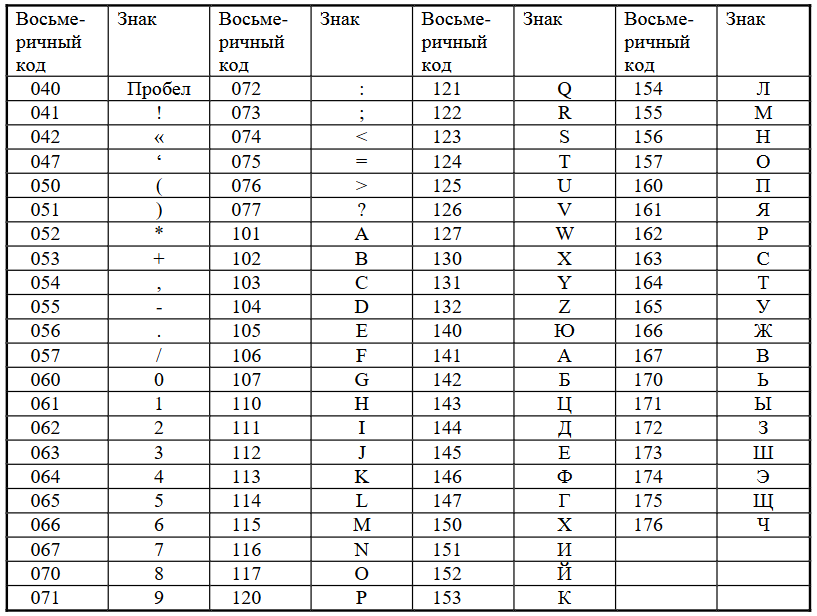 Восьме- Знак Восьме- Знак Восьме- Знак Восьме- Знак
ричный ричный ричный ричный
код код код код
040 Пробел 072 : 121 Q 154 Л
041 ! 073 ; 122 R 155 М
042 « 074 < 123 S 156 Н
047 ‘ 075 = 124 T 157 О
050 ( 076 > 125 U 160 П
051 ) 077 ? 126 V 161 Я
052 * 101 A 127 W 162 Р
053 + 102 B 130 X 163 С
054 , 103 C 131 Y 164 Т
055 - 104 D 132 Z 165 У
056 . 105 E 140 Ю 166 Ж
057 / 106 F 141 А 167 В
060 0 107 G 142 Б 170 Ь
061 1 110 H 143 Ц 171 Ы
062 2 111 I 144 Д 172 З
063 3 112 J 145 Е 173 Ш
064 4 113 K 146 Ф 174 Э
065 5 114 L 147 Г 175 Щ
066 6 115 M 150 Х 176 Ч
067 7 116 N 151 И
070 8 117 O 152 Й
071 9 120 P 153 К